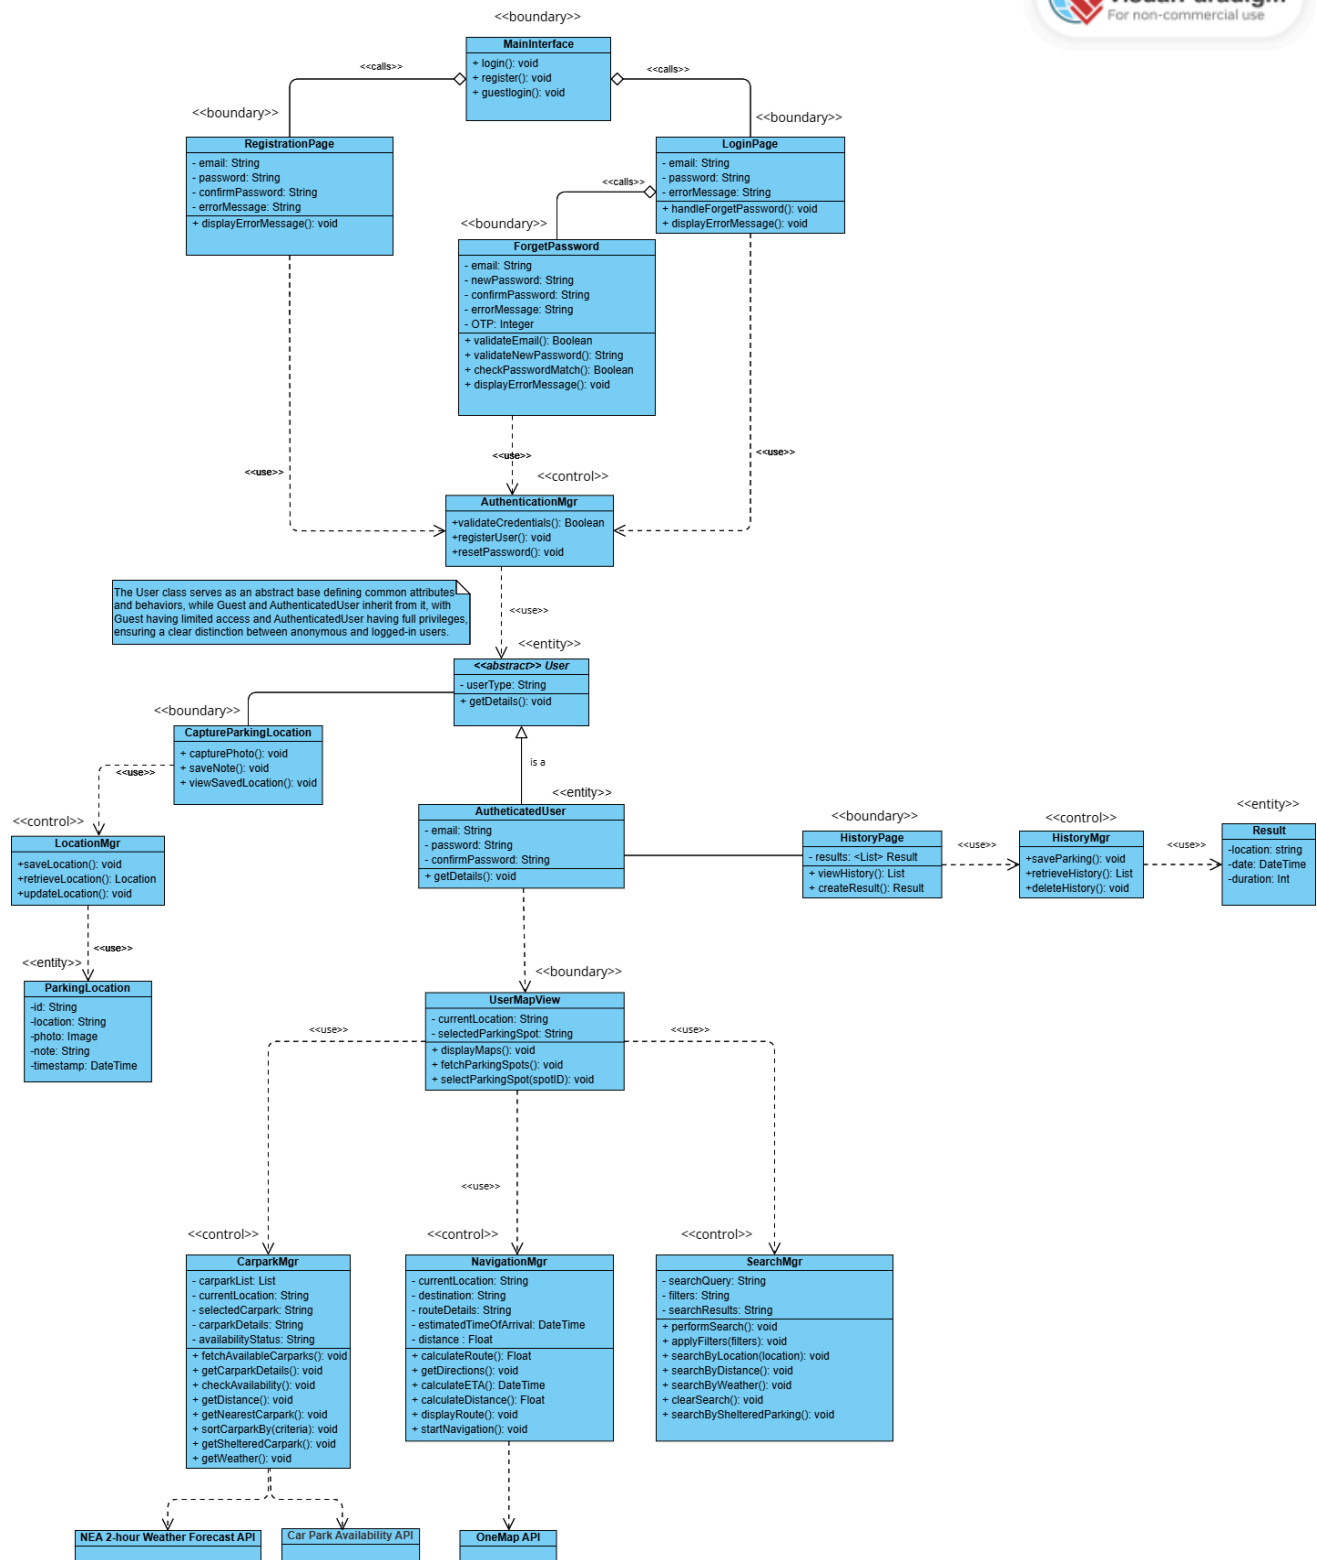 <<boundary>>
VisualParadigm
For non-commercial use
MainInterface
+ login(): void
+ register(): void
+ guestlogin(): void
<<calls>>
<<calls>>
<<boundary>>
RegistrationPage
- email: String
- password: String
- confirmPassword: String
- errorMessage: String
+ displayErrorMessage(): void
<<boundary>>
LoginPage
- email: String
- password: String
- errorMessage: String
+ handleForgetPassword(): void
+ displayErrorMessage(): void
<<calls>>
<<boundary>>
ForgetPassword
- email: String
- newPassword: String
- confirmPassword: String
- errorMessage: String
- OTP: Integer
+ validateEmail(): Boolean
+ validateNewPassword(): String
+ checkPasswordMatch(): Boolean
+ displayErrorMessage(): void
<<use>>
<<use>>
<<use>>
<<control>>
AuthenticationMgr
+validateCredentials(): Boolean
+registerUser(): void
+resetPassword(): void
The User class serves as an abstract base defining common attributes
and behaviors, while Guest and AuthenticatedUser inherit from it, with
Guest having limited access and AuthenticatedUser having full privileges,
ensuring a clear distinction between anonymous and logged-in users.
<<use>>
<<entity>>
<<abstract>> User
- userType: String
+ getDetails(): void
<<boundary>>
CaptureParkingLocation
+ capturePhoto(): void
+ saveNote(): void
+ viewSavedLocation(): void
<<use>>
is a
<<control>>
LocationMgr
+saveLocation(): void
+retrieveLocation(): Location
+updateLocation(): void
<<use>>
<<entity>>
ParkingLocation
-id: String
-location: String
-photo: Image
-note: String
-timestamp: DateTime
<<entity>>
AutheticatedUser
- email: String
- password: String
- confirmPassword: String
+ getDetails(): void
<<boundary>>
HistoryPage
- results: <List> Result
+ viewHistory(): List
+ createResult(): Result
<<use>>
<<control>>
HistoryMgr
+saveParking(): void
+retrieveHistory(): List
+deleteHistory(): void
<<use>>
<<entity>>
Result
-location: string
-date: DateTime
-duration: Int
<<boundary>>
UserMapView
- currentLocation: String
- selectedParkingSpot: String
+ displayMaps(): void
+ fetchParkingSpots(): void
+ selectParkingSpot(spotID): void
<<use>>
<<use>>
<<use>>
<<control>>
CarparkMgr
- carparkList: List
- currentLocation: String
- selectedCarpark: String
- carparkDetails: String
- availabilityStatus: String
+ fetchAvailableCarparks(): void
+ getCarparkDetails(): void
+ checkAvailability(): void
+ getDistance(): void
+ getNearestCarpark(): void
+ sortCarparkBy(criteria): void
+ getShelteredCarpark(): void
+ getWeather(): void
<<control>>
NavigationMgr
- currentLocation: String
- destination: String
- routeDetails: String
- estimatedTimeOfArrival: DateTime
- distance : Float
+ calculateRoute(): Float
+ getDirections(): void
+ calculateETA(): DateTime
+ calculateDistance(): Float
+ displayRoute(): void
+ startNavigation(): void
<<control>>
SearchMgr
- searchQuery: String
- filters: String
- searchResults: String
+ performSearch(): void
+ applyFilters(filters): void
+ searchByLocation(location): void
+ searchByDistance(): void
+ searchByWeather(): void
+ clearSearch(): void
+ searchByShelteredParking(): void
NEA 2-hour Weather Forecast API
Car Park Availability API
OneMap API